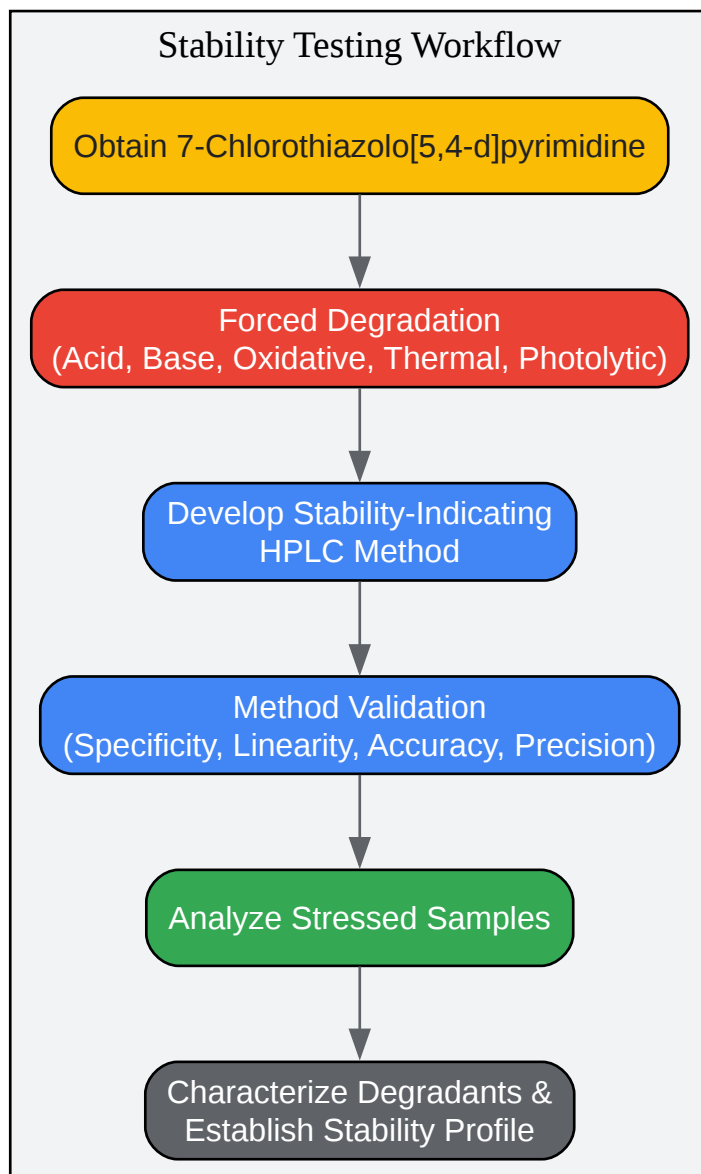 Stability Testing Workflow
Obtain 7-Chlorothiazolo[5,4-d]pyrimidine
Forced Degradation
(Acid, Base, Oxidative, Thermal, Photolytic)
Develop Stability-Indicating
HPLC Method
Method Validation
(Specificity, Linearity, Accuracy, Precision)
Analyze Stressed Samples
Characterize Degradants &
Establish Stability Profile